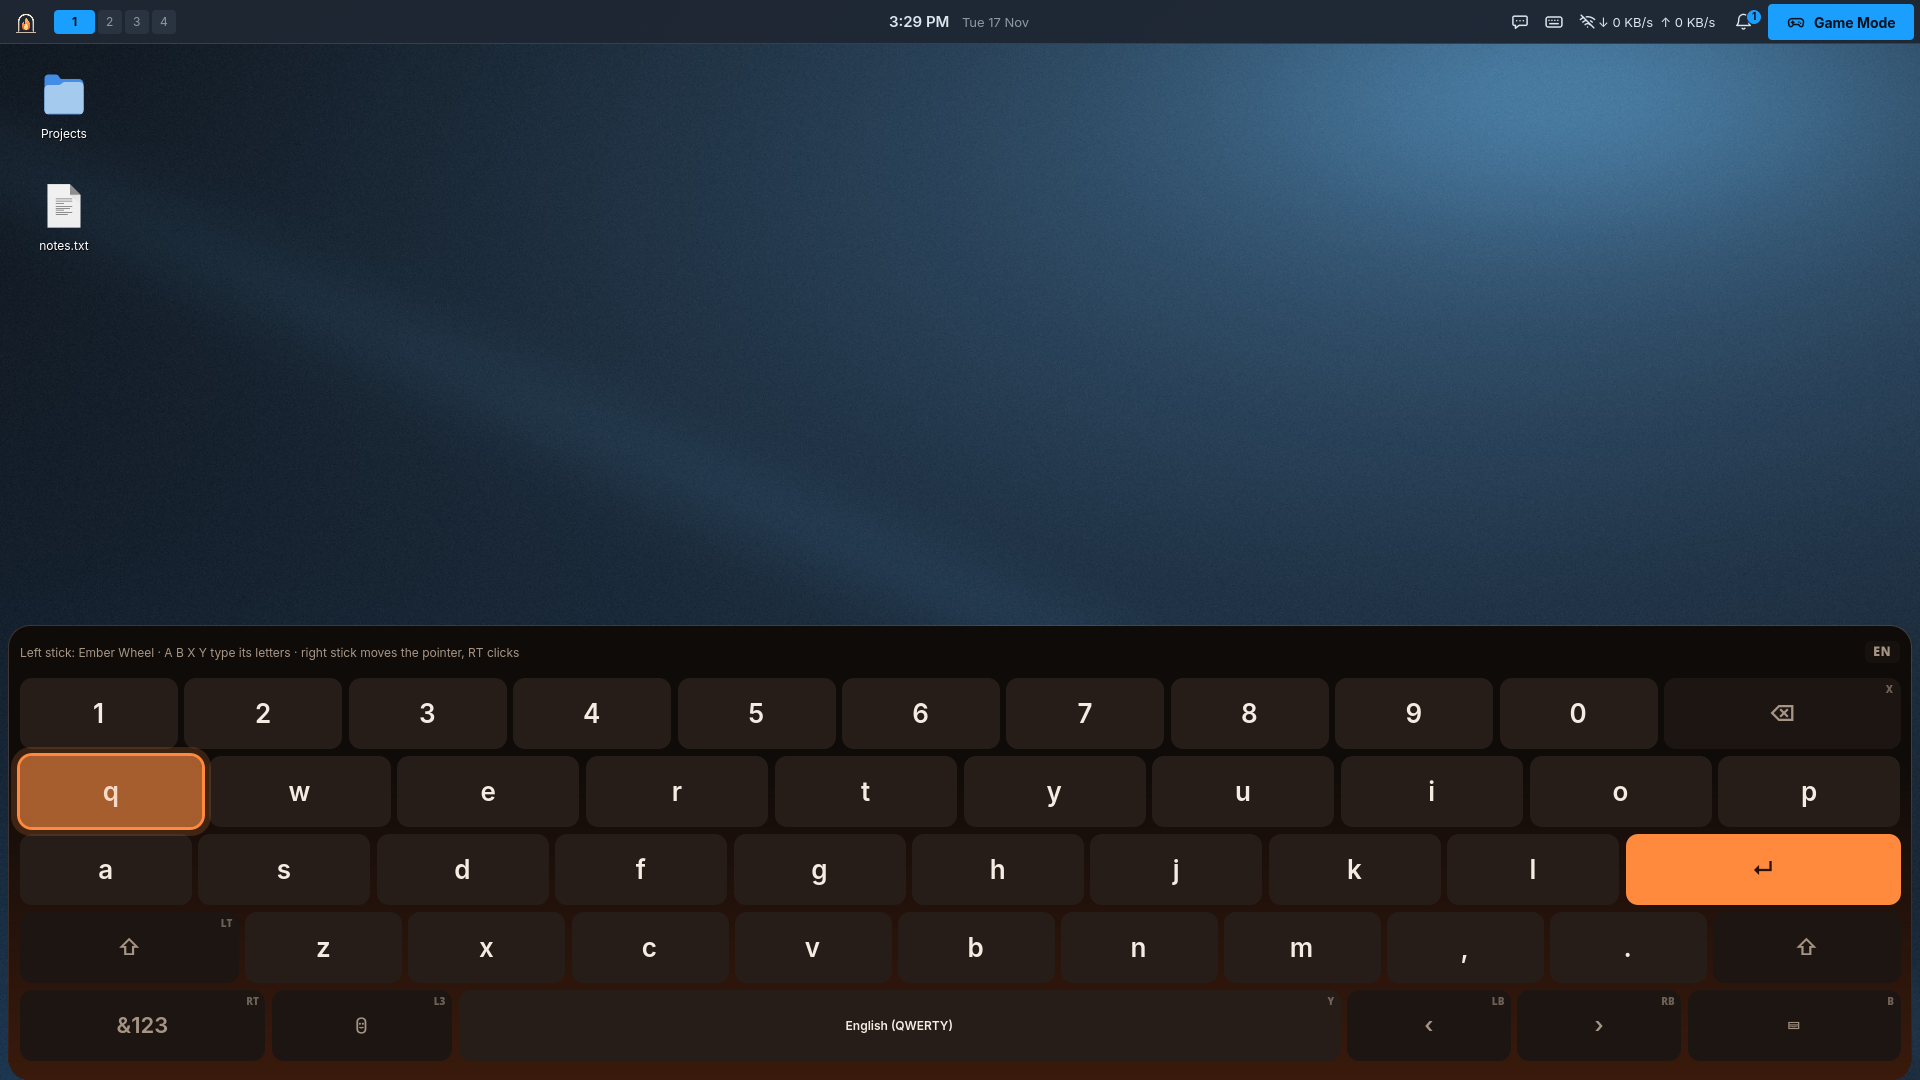 1 2 3 4
3:29 PM Tue 17 Nov
↓ 0 KB/s ↑ 0 KB/s
1
Game Mode
Projects
notes.txt
Left stick: Ember Wheel · A B X Y type its letters · right stick moves the pointer, RT clicks
EN
1 2 3 4 5 6 7 8 9 0 X
q w e r t y u i o p
a s d f g h j k l
LT z x c v b n m , .
&123 RT L3 English (QWERTY) Y ‹ LB › RB B